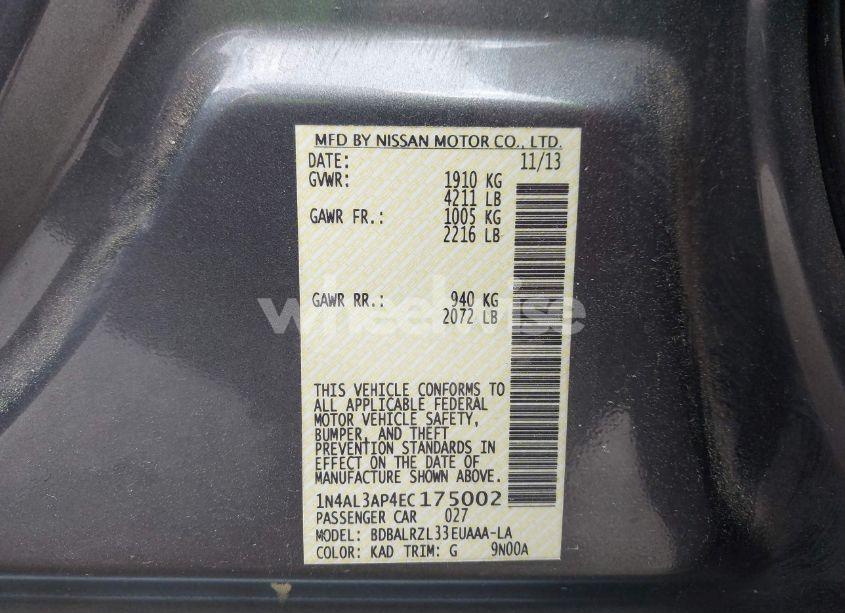 MFD BY NISSAN MOTOR CO., LTD.
DATE: 11/13
GVWR: 1910 KG
4211 LB
GAWR FR.: 1005 KG
2216 LB
GAWR RR.: 940 KG
2072 LB
wheelwise
THIS VEHICLE CONFORMS TO
ALL APPLICABLE FEDERAL
MOTOR VEHICLE SAFETY,
BUMPER, AND THEFT
PREVENTION STANDARDS IN
EFFECT ON THE DATE OF
MANUFACTURE SHOWN ABOVE.
1N4AL3AP4EC175002
PASSENGER CAR 027
MODEL: BDBALRZL33EUAAA-LA
COLOR: KAD TRIM: G 9N00A